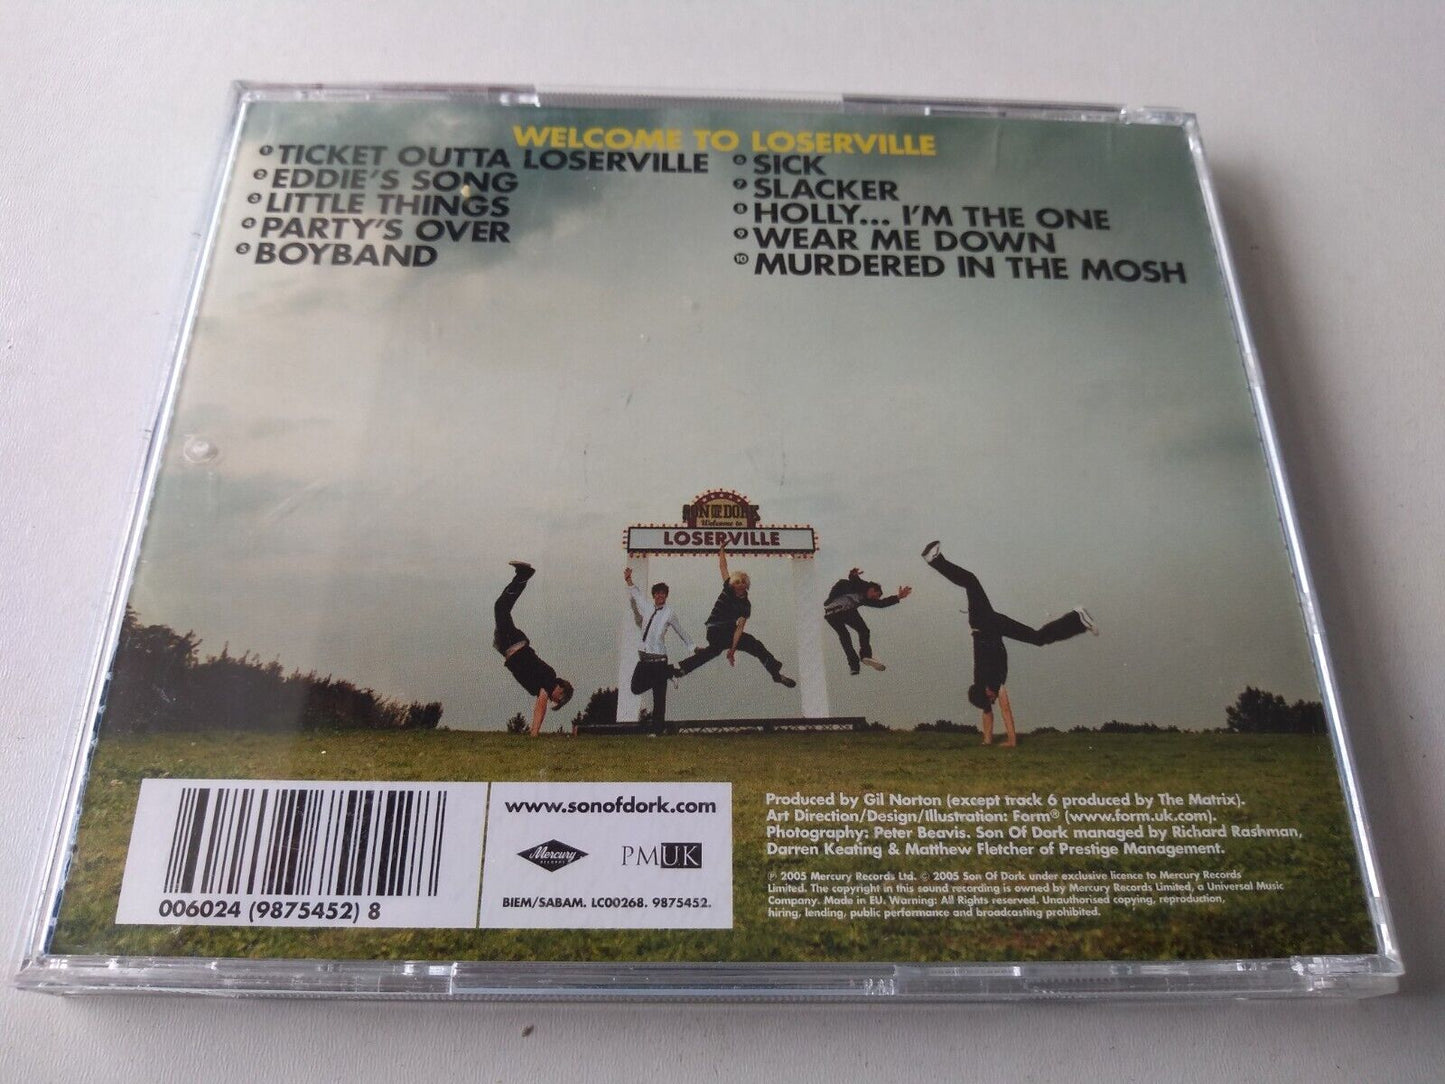 WELCOME TO LOSERVILLE
1 TICKET OUTTA LOSERVILLE
2 EDDIE'S SONG
3 LITTLE THINGS
4 PARTY'S OVER
5 BOYBAND
6 SICK
7 SLACKER
8 HOLLY... I'M THE ONE
9 WEAR ME DOWN
10 MURDERED IN THE MOSH
SON OF DORK
Welcome to
LOSERVILLE
006024 (9875452) 8
www.sonofdork.com
Mercury
RECORDS
PMUK
BIEM/SABAM. LC00268. 9875452.
Produced by Gil Norton (except track 6 produced by The Matrix).
Art Direction/Design/Illustration: Form® (www.form.uk.com).
Photography: Peter Beavis. Son Of Dork managed by Richard Rashman,
Darren Keating & Matthew Fletcher of Prestige Management.
℗ 2005 Mercury Records Ltd. © 2005 Son Of Dork under exclusive licence to Mercury Records
Limited. The copyright in this sound recording is owned by Mercury Records Limited, a Universal Music
Company. Made in EU. Warning: All Rights reserved. Unauthorised copying, reproduction,
hiring, lending, public performance and broadcasting prohibited.